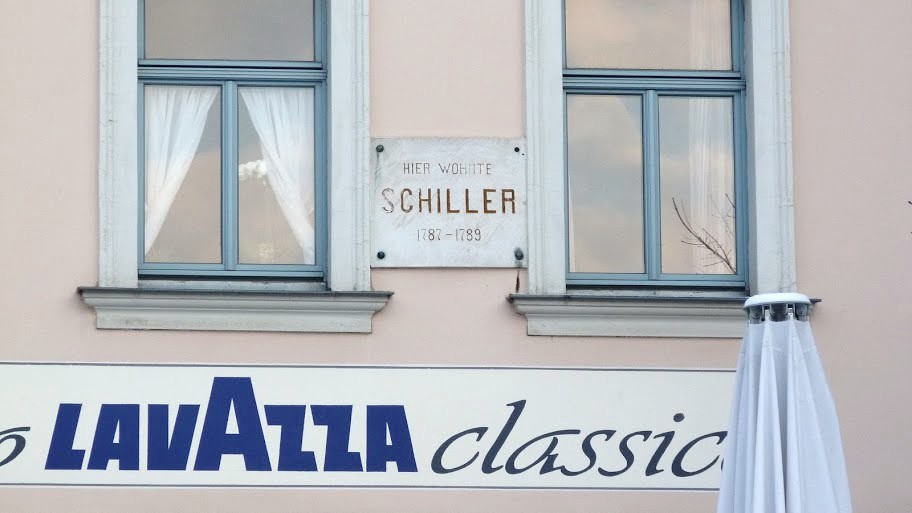 HIER WOHNTE
SCHILLER
1787-1789
LAVAZZA classic